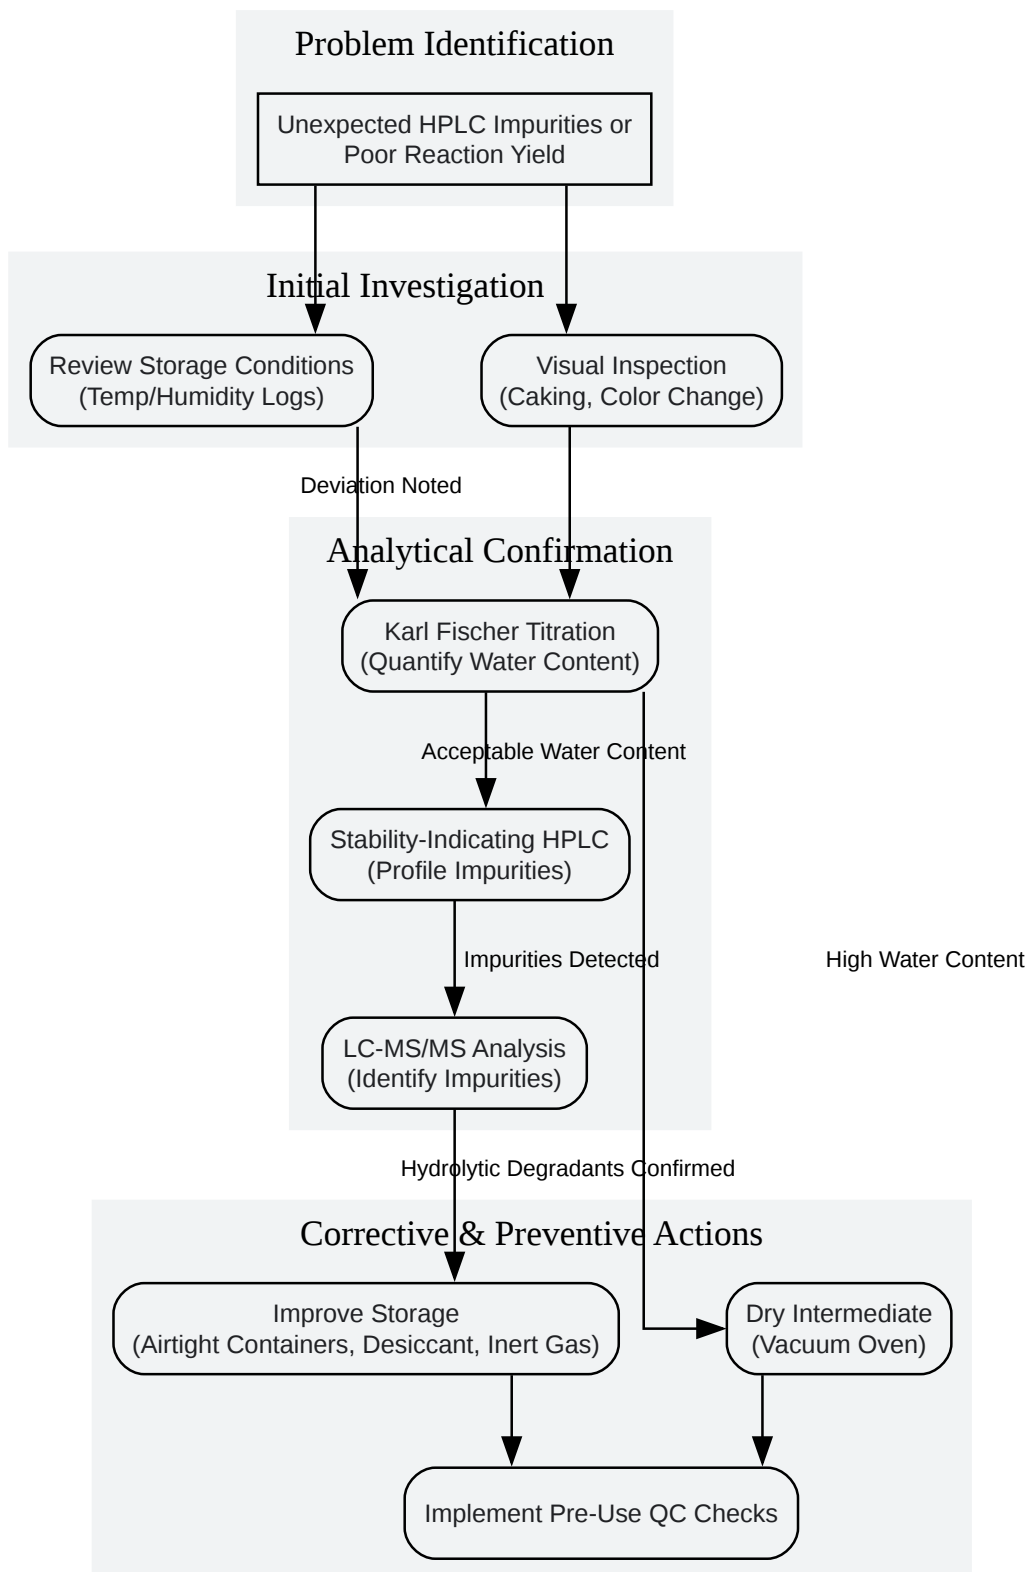 Problem Identification
Unexpected HPLC Impurities or
Poor Reaction Yield
Initial Investigation
Review Storage Conditions
(Temp/Humidity Logs)
Visual Inspection
(Caking, Color Change)
Deviation Noted
Analytical Confirmation
Karl Fischer Titration
(Quantify Water Content)
Acceptable Water Content
Stability-Indicating HPLC
(Profile Impurities)
Impurities Detected
High Water Content
LC-MS/MS Analysis
(Identify Impurities)
Hydrolytic Degradants Confirmed
Corrective & Preventive Actions
Improve Storage
(Airtight Containers, Desiccant, Inert Gas)
Dry Intermediate
(Vacuum Oven)
Implement Pre-Use QC Checks